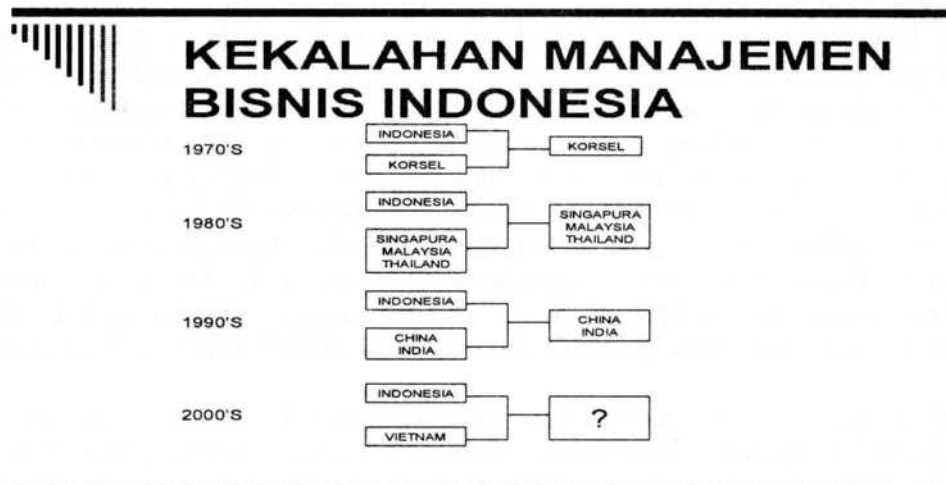 KEKALAHAN MANAJEMEN
BISNIS INDONESIA
1970'S
INDONESIA
KORSEL
KORSEL
1980'S
INDONESIA
SINGAPURA
MALAYSIA
THAILAND
SINGAPURA
MALAYSIA
THAILAND
1990'S
INDONESIA
CHINA
INDIA
CHINA
INDIA
2000'S
INDONESIA
VIETNAM
?